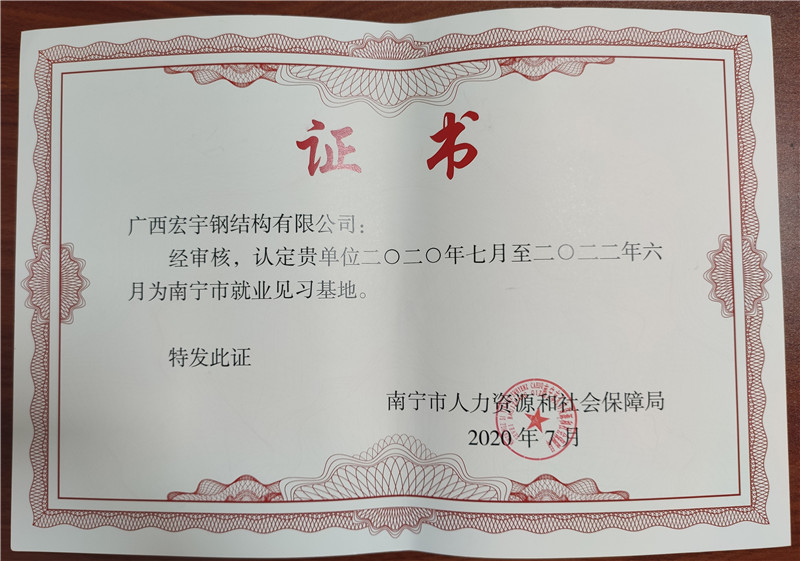 证 书
广西宏宇钢结构有限公司：
经审核，认定贵单位二〇二〇年七月至二〇二二年六
月为南宁市就业见习基地。
特发此证
南宁市人力资源和社会保障局
2020年7月